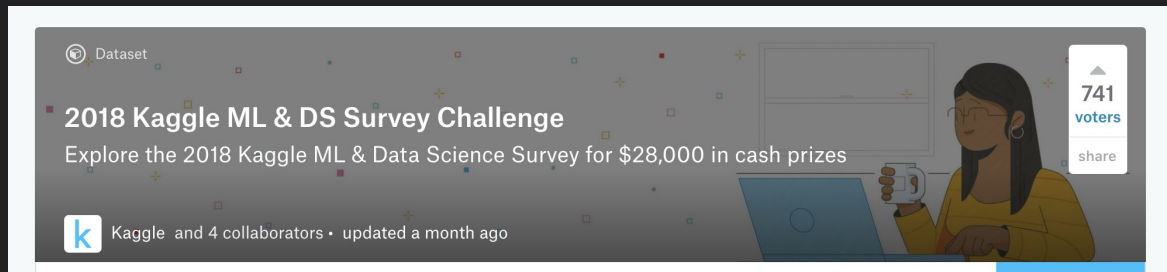 Dataset
2018 Kaggle ML & DS Survey Challenge
Explore the 2018 Kaggle ML & Data Science Survey for $28,000 in cash prizes
k Kaggle and 4 collaborators • updated a month ago
741
voters
share